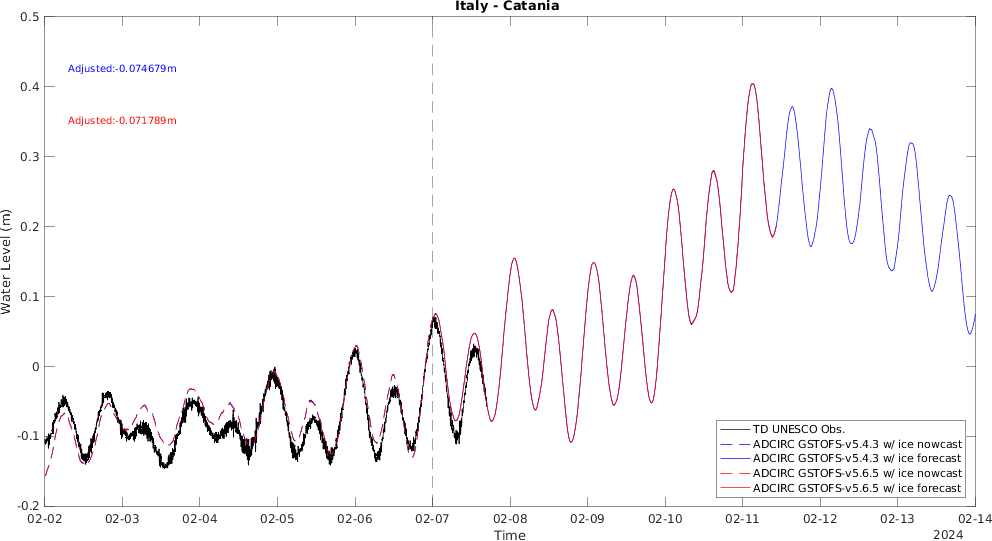 Italy - Catania
0.5
0.4
0.3
0.2
0.1
0
-0.1
-0.2
Water Level (m)
Adjusted:-0.074679m
Adjusted:-0.071789m
TD UNESCO Obs.
ADCIRC GSTOFS-v5.4.3 w/ ice nowcast
ADCIRC GSTOFS-v5.4.3 w/ ice forecast
ADCIRC GSTOFS-v5.6.5 w/ ice nowcast
ADCIRC GSTOFS-v5.6.5 w/ ice forecast
02-02 02-03 02-04 02-05 02-06 02-07 02-08 02-09 02-10 02-11 02-12 02-13 02-14
Time
2024